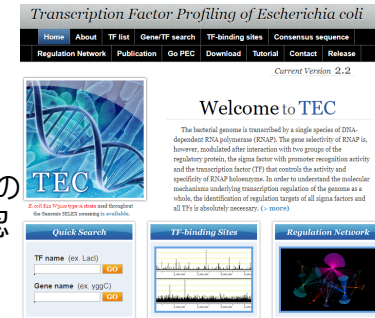 Transcription Factor Profiling of Escherichia coli
Home About TF list Gene/TF search TF-binding sites Consensus sequence
Regulation Network Publication Go PEC Download Tutorial Contact Release
Current Version 2.2
TEC
E. coli K12 W3110 type-A strain used throughout
the Genomic SELEX screening is available.
Welcome to TEC
The bacterial genome is transcribed by a single species of DNA-
dependent RNA polymerase (RNAP). The gene selectivity of RNAP is,
however, modulated after interaction with two groups of the
regulatory protein, the sigma factor with promoter recognition activity
and the transcription factor (TF) that controls the activity and
specificity of RNAP holoenzyme. In order to understand the molecular
mechanisms underlying transcription regulation of the genome as a
whole, the identification of regulation targets of all sigma factors and
all TFs is absolutely necessary. (> more)
の
認
Quick Search
TF name (ex. LacI)
GO
Gene name (ex. yggC)
GO
TF-binding Sites
Regulation Network